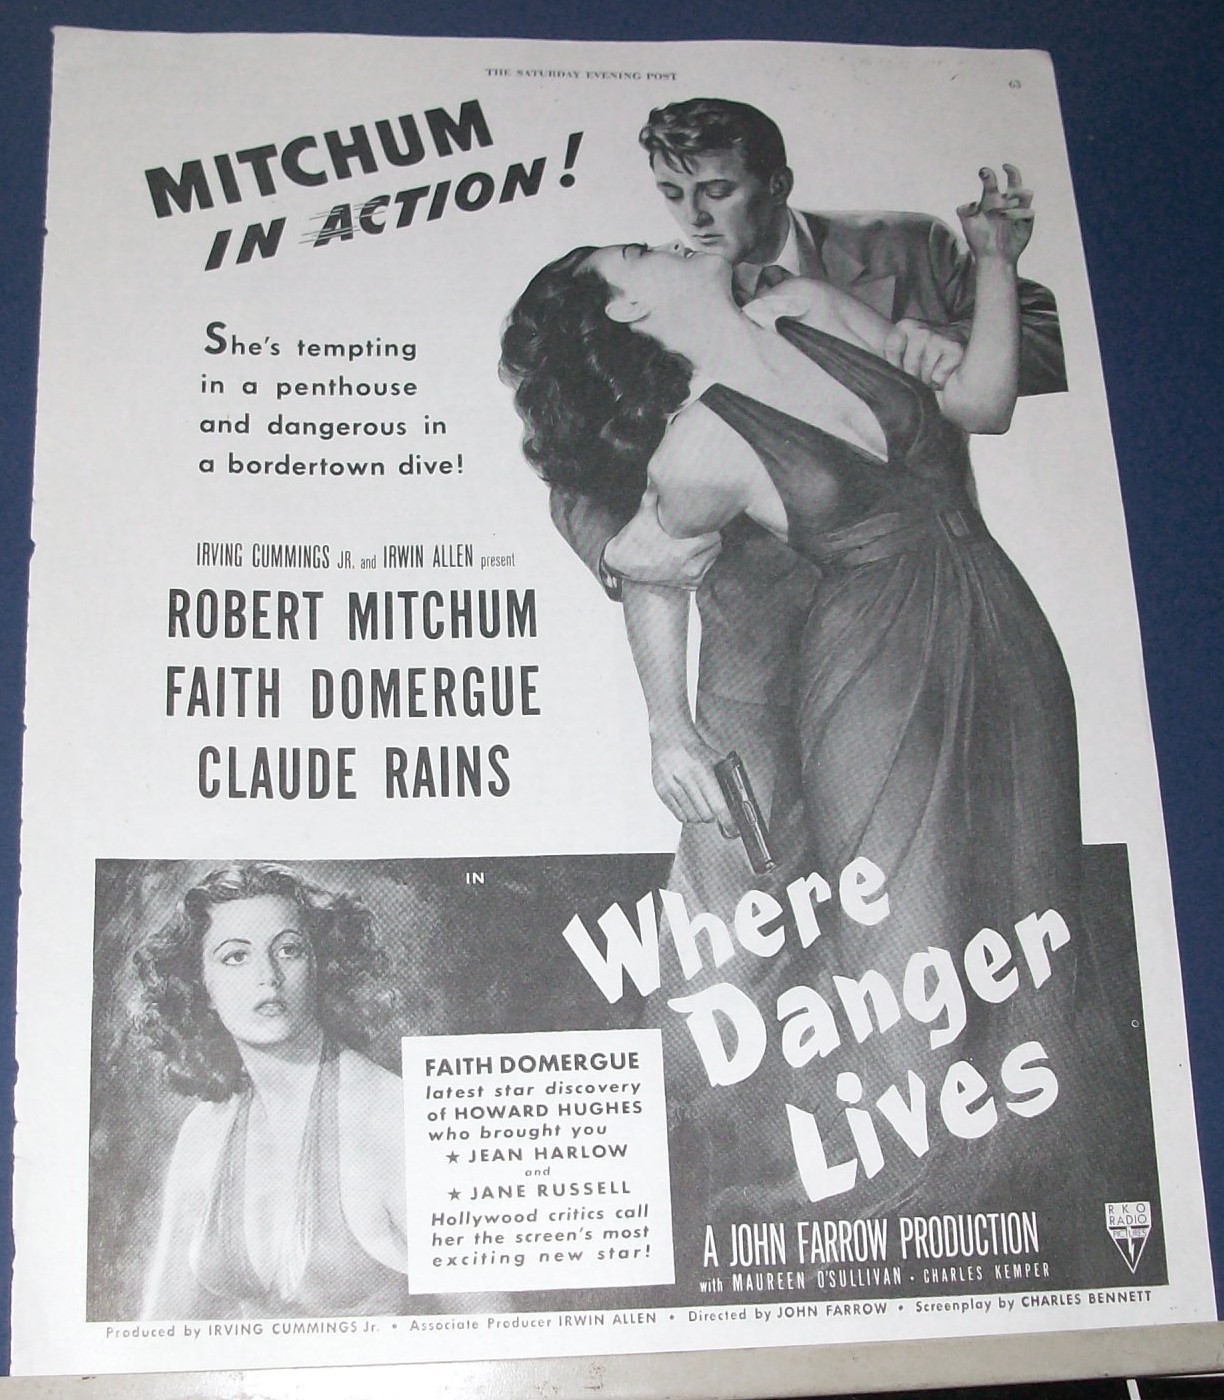 THE SATURDAY EVENING POST
63
MITCHUM
IN ACTION!
She's tempting
in a penthouse
and dangerous in
a bordertown dive!
IRVING CUMMINGS JR. and IRWIN ALLEN present
ROBERT MITCHUM
FAITH DOMERGUE
CLAUDE RAINS
IN
Where
Danger
Lives
FAITH DOMERGUE
latest star discovery
of HOWARD HUGHES
who brought you
★ JEAN HARLOW
and
★ JANE RUSSELL
Hollywood critics call
her the screen's most
exciting new star!
A JOHN FARROW PRODUCTION
with MAUREEN O'SULLIVAN • CHARLES KEMPER
RKO
RADIO
PICTURES
Produced by IRVING CUMMINGS Jr. • Associate Producer IRWIN ALLEN • Directed by JOHN FARROW • Screenplay by CHARLES BENNETT